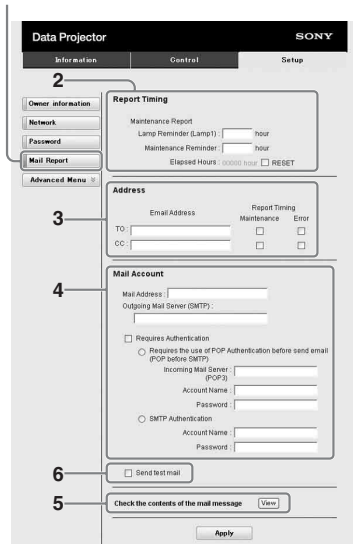 Data Projector SONY
Information Control Setup
2
Owner information
Network
Password
Mail Report
Advanced Menu
Report Timing
Maintenance Report
Lamp Reminder (Lamp1) : hour
Maintenance Reminder : hour
Elapsed Hours : 00000 hour RESET
3
Address
Email Address
Report Timing
Maintenance Error
TO :
CC :
4
Mail Account
Mail Address :
Outgoing Mail Server (SMTP) :
Requires Authentication
Requires the use of POP Authentication before send email
(POP before SMTP)
Incoming Mail Server :
(POP3)
Account Name :
Password :
SMTP Authentication
Account Name :
Password :
6
Send test mail
5
Check the contents of the mail message View
Apply